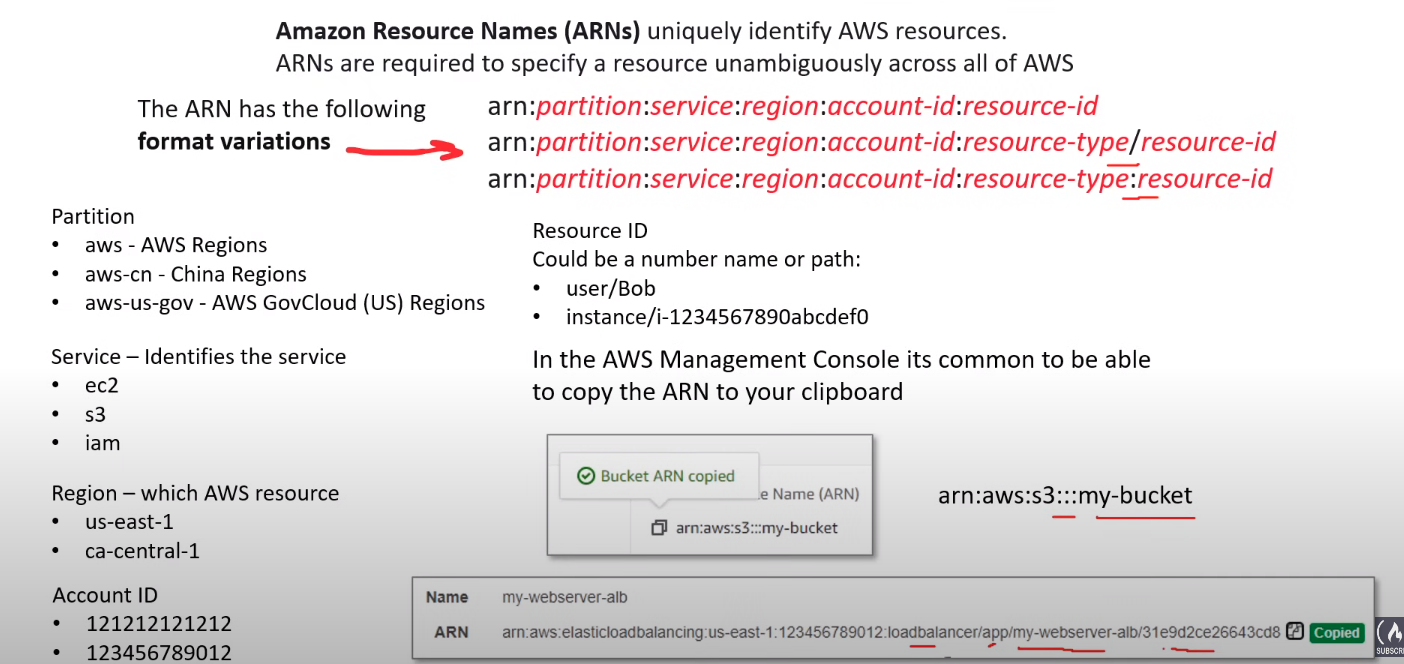 Amazon Resource Names (ARNs) uniquely identify AWS resources.
ARNs are required to specify a resource unambiguously across all of AWS
The ARN has the following
format variations
arn:partition:service:region:account-id:resource-id
arn:partition:service:region:account-id:resource-type/resource-id
arn:partition:service:region:account-id:resource-type:resource-id
Partition
• aws - AWS Regions
• aws-cn - China Regions
• aws-us-gov - AWS GovCloud (US) Regions
Service – Identifies the service
• ec2
• s3
• iam
Region – which AWS resource
• us-east-1
• ca-central-1
Account ID
• 121212121212
• 123456789012
Resource ID
Could be a number name or path:
• user/Bob
• instance/i-1234567890abcdef0
In the AWS Management Console its common to be able
to copy the ARN to your clipboard
Bucket ARN copied
e Name (ARN)
arn:aws:s3:::my-bucket
arn:aws:s3:::my-bucket
Name my-webserver-alb
ARN arn:aws:elasticloadbalancing:us-east-1:123456789012:loadbalancer/app/my-webserver-alb/31e9d2ce26643cd8 Copied
SUBSCRI